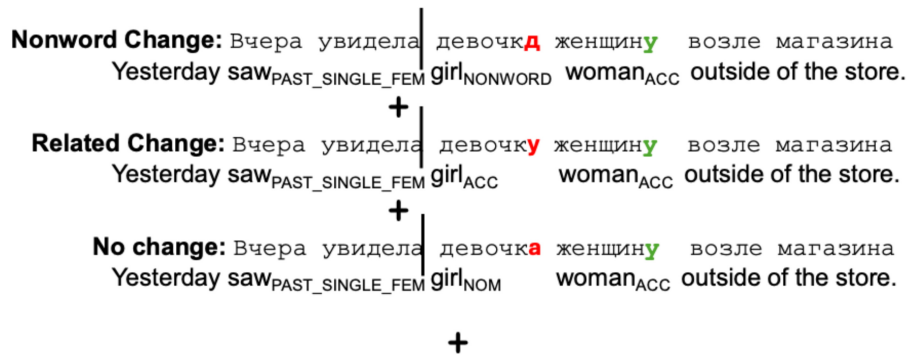 Nonword Change: Вчера увидела девочкд женщину возле магазина
Yesterday sawPAST_SINGLE_FEM girlNONWORD womanACC outside of the store.
+
Related Change: Вчера увидела девочку женщину возле магазина
Yesterday sawPAST_SINGLE_FEM girlACC womanACC outside of the store.
+
No change: Вчера увидела девочка женщину возле магазина
Yesterday sawPAST_SINGLE_FEM girlNOM womanACC outside of the store.
+